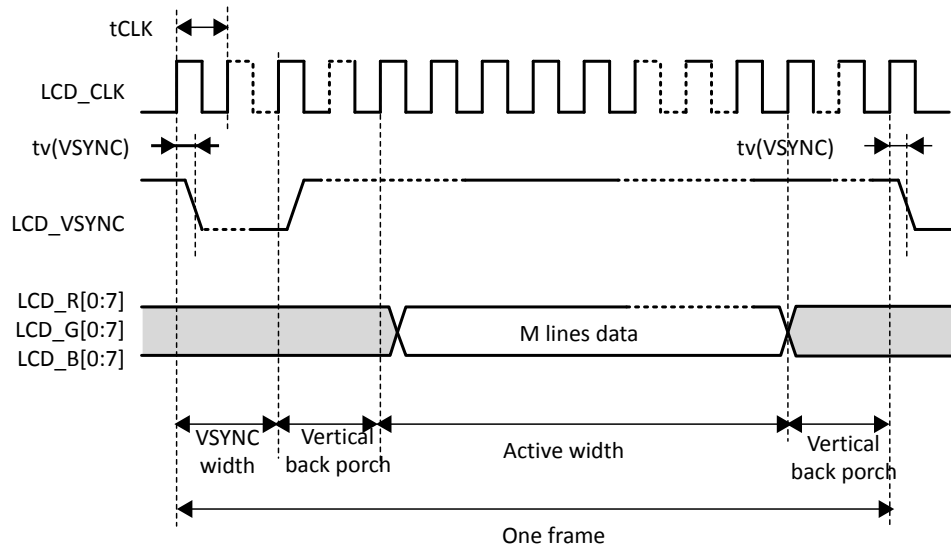 tCLK
LCD_CLK
tv(VSYNC)
tv(VSYNC)
LCD_VSYNC
LCD_R[0:7]
LCD_G[0:7]
LCD_B[0:7]
M lines data
VSYNC
width
Vertical
back porch
Active width
Vertical
back porch
One frame